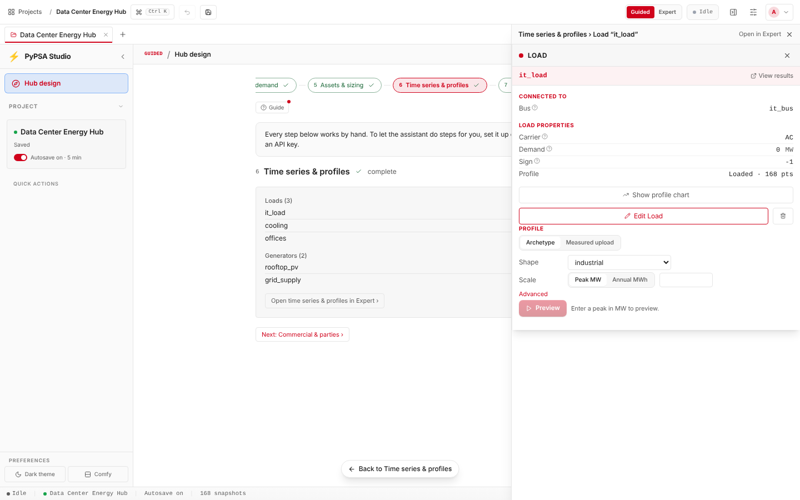 Projects / Data Center Energy Hub ⌘ Ctrl K
Guided Expert Idle A
Data Center Energy Hub × +
PyPSA Studio
Hub design
PROJECT
Data Center Energy Hub
Saved
Autosave on · 5 min
QUICK ACTIONS
PREFERENCES
Dark theme Comfy
GUIDED / Hub design
demand ✓ 5 Assets & sizing ✓ 6 Time series & profiles ✓ 7
Guide
Every step below works by hand. To let the assistant do steps for you, set it up
an API key.
6 Time series & profiles ✓ complete
Loads (3)
it_load
cooling
offices
Generators (2)
rooftop_pv
grid_supply
Open time series & profiles in Expert ›
Next: Commercial & parties ›
← Back to Time series & profiles
Time series & profiles › Load "it_load" Open in Expert ×
LOAD ×
it_load View results
CONNECTED TO
Bus it_bus
LOAD PROPERTIES
Carrier AC
Demand 0 MW
Sign -1
Profile Loaded · 168 pts
Show profile chart
Edit Load
PROFILE
Archetype Measured upload
Shape industrial
Scale Peak MW Annual MWh
Advanced
Preview Enter a peak in MW to preview.
Idle Data Center Energy Hub Autosave on 168 snapshots